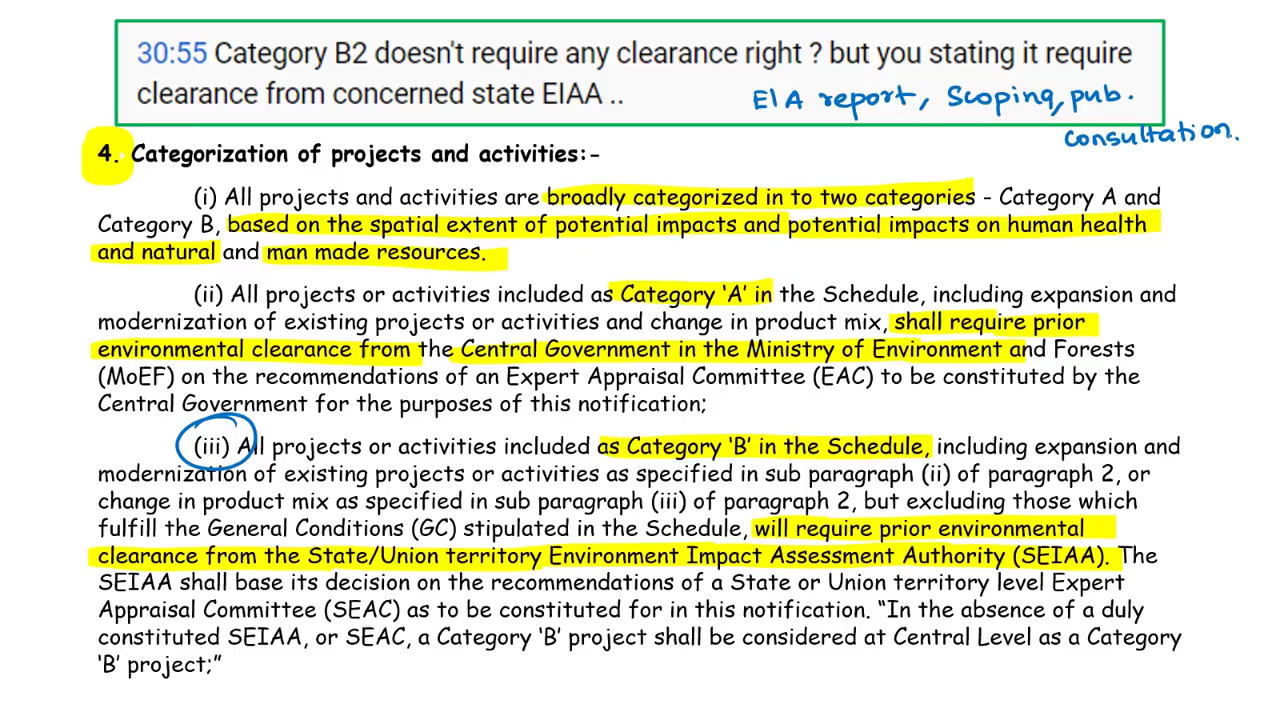 30:55 Category B2 doesn't require any clearance right ? but you stating it require
clearance from concerned state EIAA ..
EIA report, Scoping, pub.
consultation.
4. Categorization of projects and activities:-
(i) All projects and activities are broadly categorized in to two categories - Category A and
Category B, based on the spatial extent of potential impacts and potential impacts on human health
and natural and man made resources.
(ii) All projects or activities included as Category ‘A’ in the Schedule, including expansion and
modernization of existing projects or activities and change in product mix, shall require prior
environmental clearance from the Central Government in the Ministry of Environment and Forests
(MoEF) on the recommendations of an Expert Appraisal Committee (EAC) to be constituted by the
Central Government for the purposes of this notification;
(iii) All projects or activities included as Category ‘B’ in the Schedule, including expansion and
modernization of existing projects or activities as specified in sub paragraph (ii) of paragraph 2, or
change in product mix as specified in sub paragraph (iii) of paragraph 2, but excluding those which
fulfill the General Conditions (GC) stipulated in the Schedule, will require prior environmental
clearance from the State/Union territory Environment Impact Assessment Authority (SEIAA). The
SEIAA shall base its decision on the recommendations of a State or Union territory level Expert
Appraisal Committee (SEAC) as to be constituted for in this notification. “In the absence of a duly
constituted SEIAA, or SEAC, a Category ‘B’ project shall be considered at Central Level as a Category
‘B’ project;”